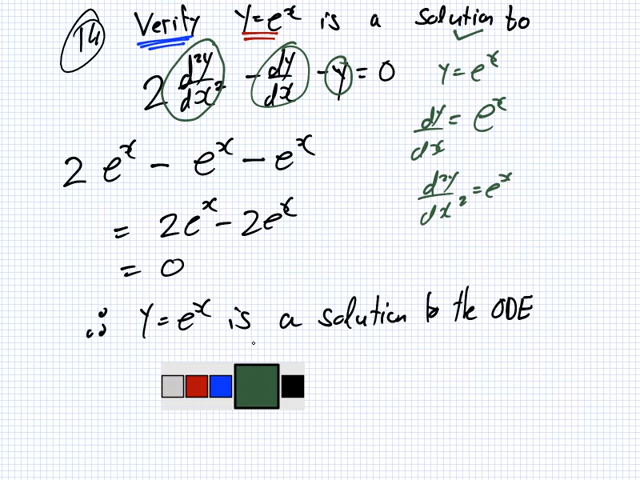 14 Verify y=e^x is a solution to
2 d²y/dx² - dy/dx - y = 0
y = e^x
dy/dx = e^x
d²y/dx² = e^x
2 e^x - e^x - e^x
= 2e^x - 2e^x
= 0
∴ y = e^x is a solution to the ODE